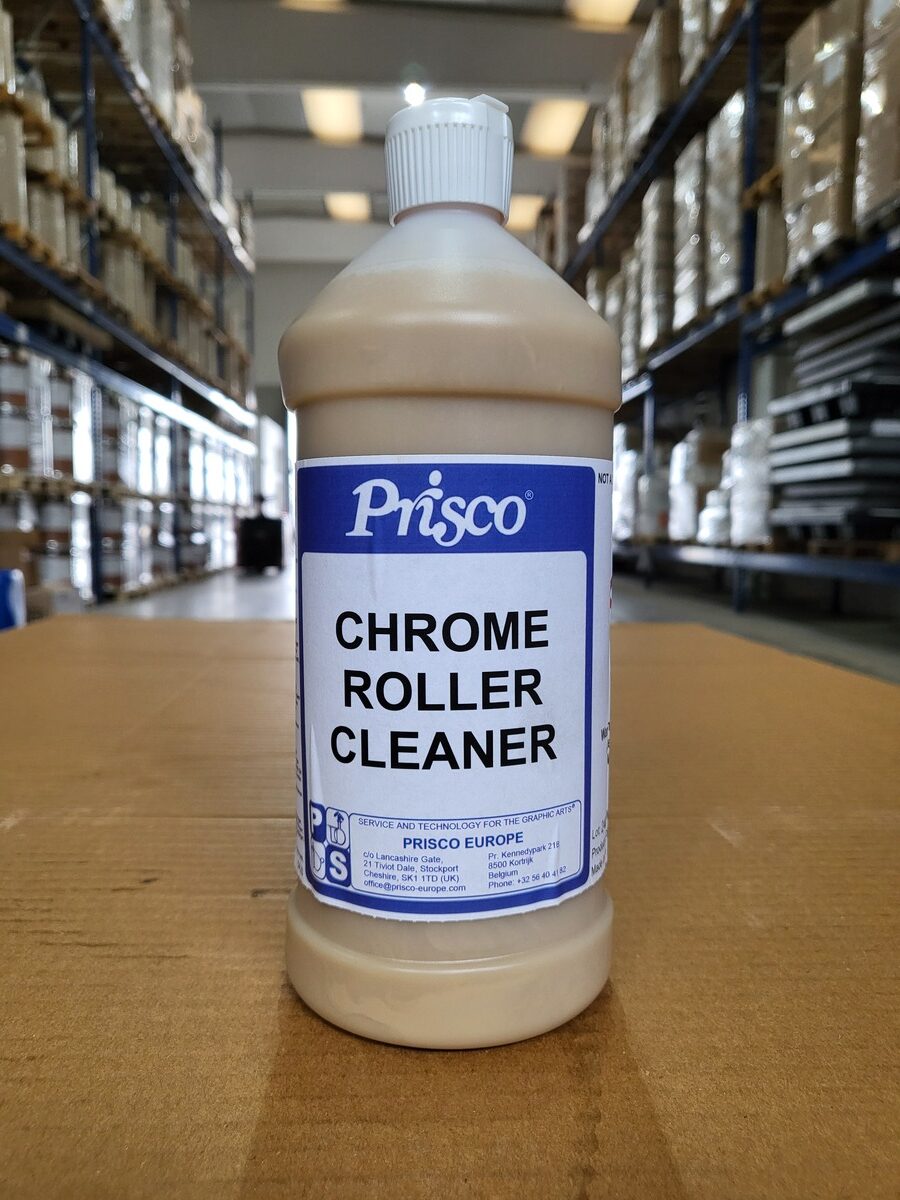 Prisco®
CHROME
ROLLER
CLEANER
P
S
SERVICE AND TECHNOLOGY FOR THE GRAPHIC ARTS®
PRISCO EUROPE
c/o Lancashire Gate,
21 Tiviot Dale, Stockport
Cheshire, SK1 1TD (UK)
office@prisco-europe.com
Pr. Kennedypark 21B
8500 Kortrijk
Belgium
Phone: +32 56 40 41 82
NOT A